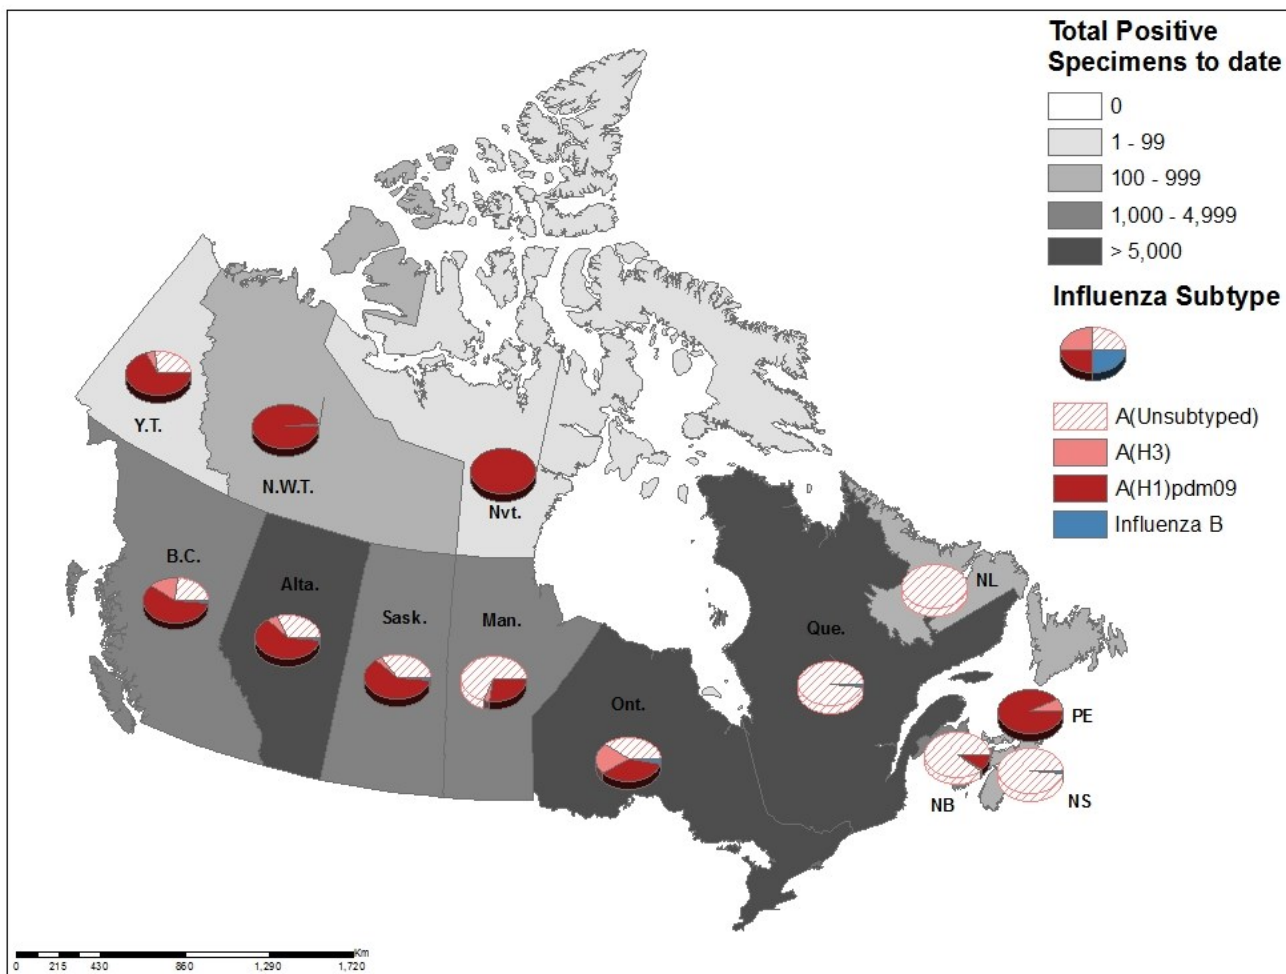 Total Positive
Specimens to date
0
1 - 99
100 - 999
1,000 - 4,999
> 5,000
Influenza Subtype
A(Unsubtyped)
A(H3)
A(H1)pdm09
Influenza B
Y.T.
N.W.T.
Nvt.
B.C.
Alta.
Sask.
Man.
Ont.
Que.
NL
PE
NB
NS
Km
0 215 430 860 1,290 1,720